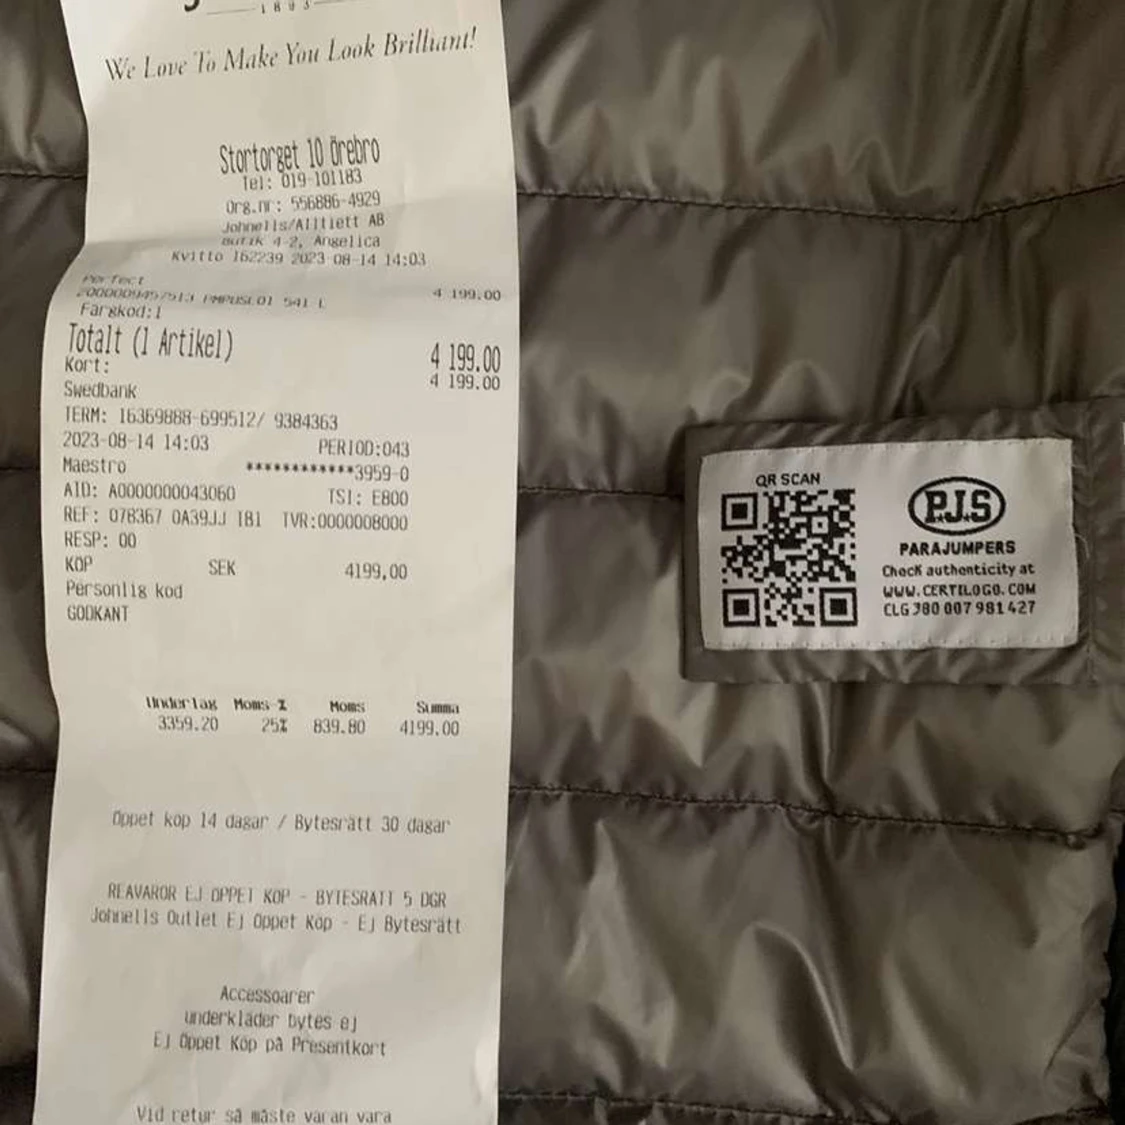 1893
We Love To Make You Look Brilliant!
Stortorget 10 Örebro
Tel: 019-101183
Org.nr: 556886-4929
Johnells/Alltiett AB
Butik 4-2, Angelica
Kvitto 162239 2023-08-14 14:03
Perfect
2000009457513 PMPUSL01 541 L 4 199.00
Färgkod:1
Totalt (1 Artikel) 4 199.00
Kort: 4 199.00
Swedbank
TERM: 16369888-699512/ 9384363
2023-08-14 14:03 PERIOD:043
Maestro ************3959-0
AID: A0000000043060 TSI: E800
REF: 078367 0A39JJ IB1 TVR:0000008000
RESP: 00
KÖP SEK 4199,00
Personlig kod
GODKÄNT
Underlag Moms-% Moms Summa
3359.20 25% 839.80 4199.00
Öppet köp 14 dagar / Bytesrätt 30 dagar
REAVAROR EJ ÖPPET KÖP - BYTESRÄTT 5 DGR
Johnells Outlet Ej Öppet Köp - Ej Bytesrätt
Accessoarer
underkläder bytes ej
Ej Öppet Köp på Presentkort
Vid retur så måste varan vara
QR SCAN
P.J.S
PARAJUMPERS
Check authenticity at
WWW.CERTILOGO.COM
CLG 380 007 981 427